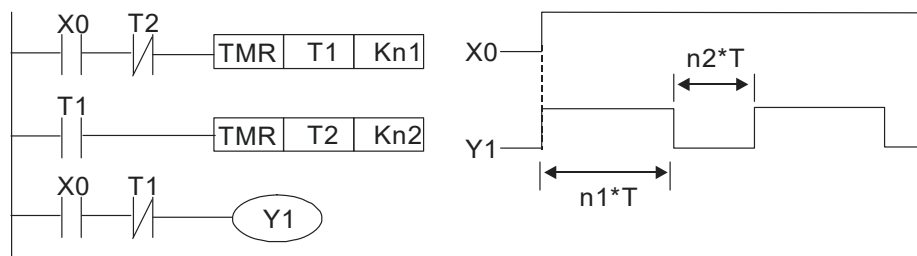 X0 T2
TMR T1 Kn1
T1
TMR T2 Kn2
X0 T1
Y1
X0
n2*T
Y1
n1*T